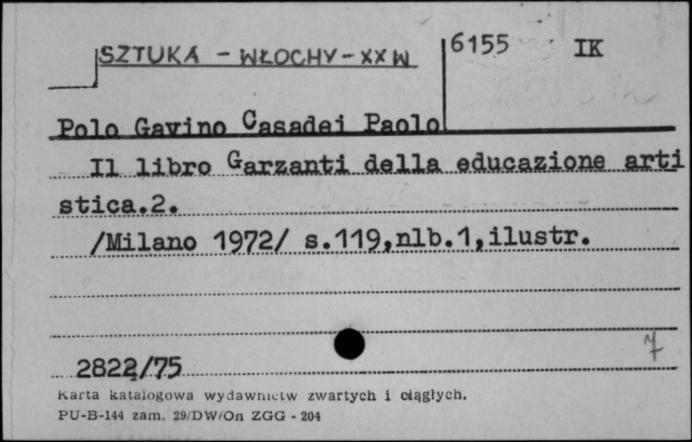 SZTUKA - WŁOCHY - XX W
6155 IK
Polo Gavino Casadei Paolo
Il libro Garzanti della educazione arti
stica.2.
/Milano 1972/ s.119,nlb.1,ilustr.
7
2822/75
Karta katalogowa wydawnictw zwartych i ciągłych.
PU-B-144 zam. 29/DW/On ZGG - 204